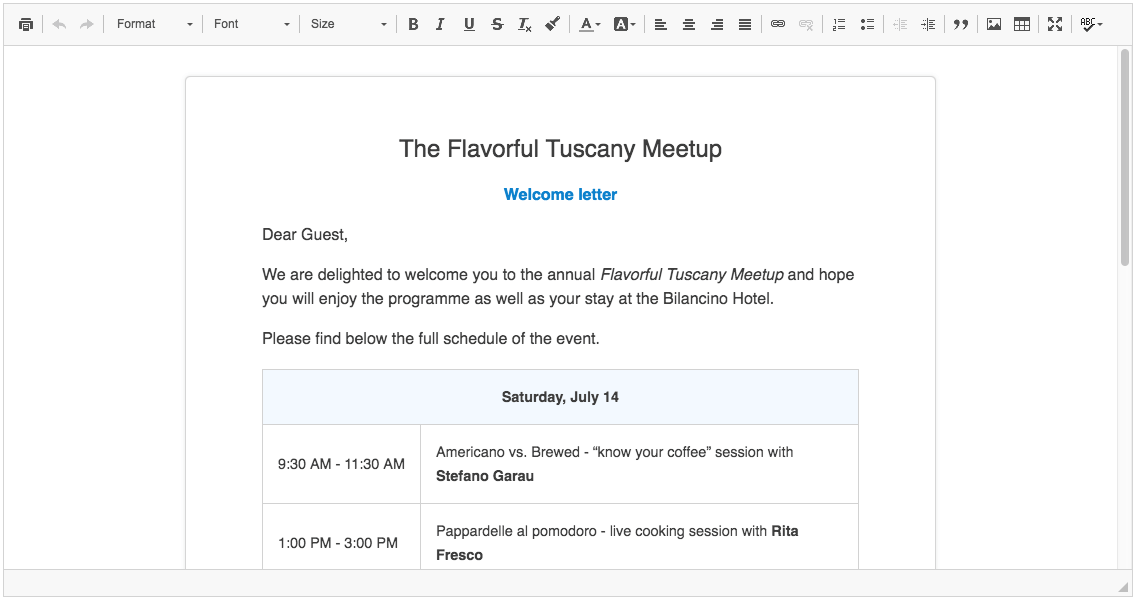 Format Font Size B I U S Tx A A ABC
The Flavorful Tuscany Meetup
Welcome letter
Dear Guest,
We are delighted to welcome you to the annual Flavorful Tuscany Meetup and hope
you will enjoy the programme as well as your stay at the Bilancino Hotel.
Please find below the full schedule of the event.
Saturday, July 14
9:30 AM - 11:30 AM
Americano vs. Brewed - “know your coffee” session with
Stefano Garau
1:00 PM - 3:00 PM
Pappardelle al pomodoro - live cooking session with Rita
Fresco